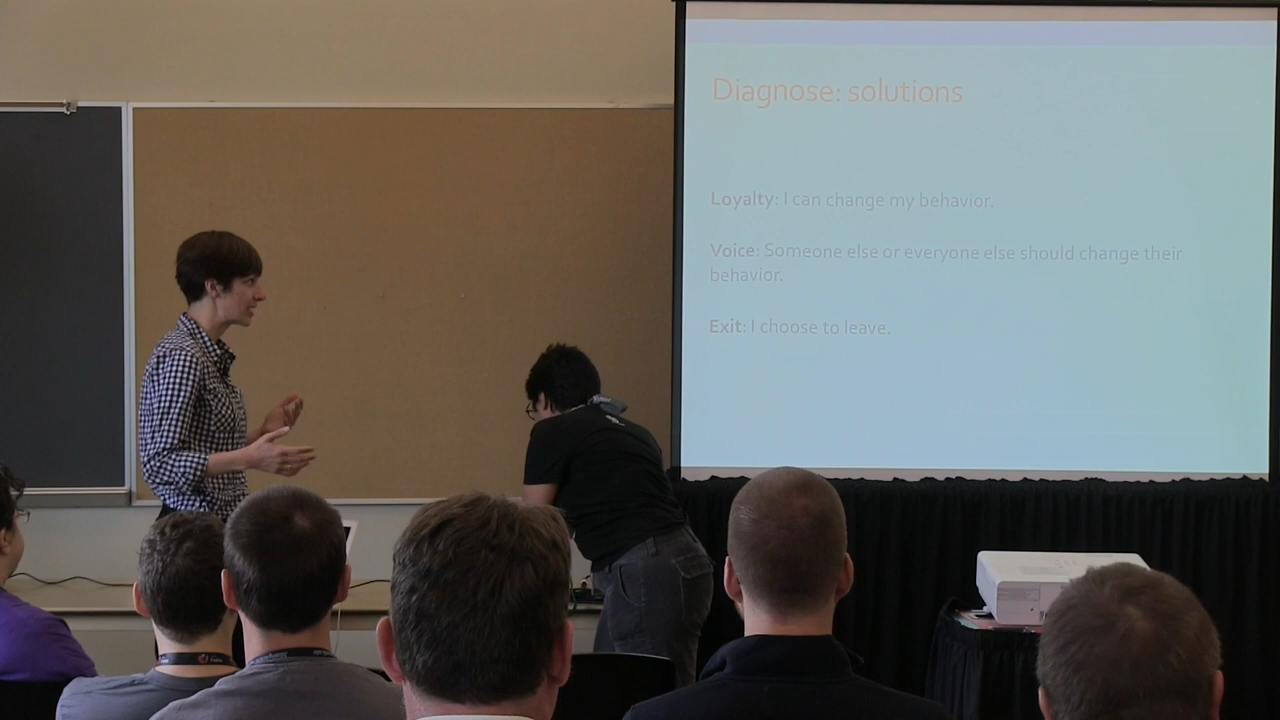 Diagnose: solutions
Loyalty: I can change my behavior.
Voice: Someone else or everyone else should change their
behavior.
Exit: I choose to leave.